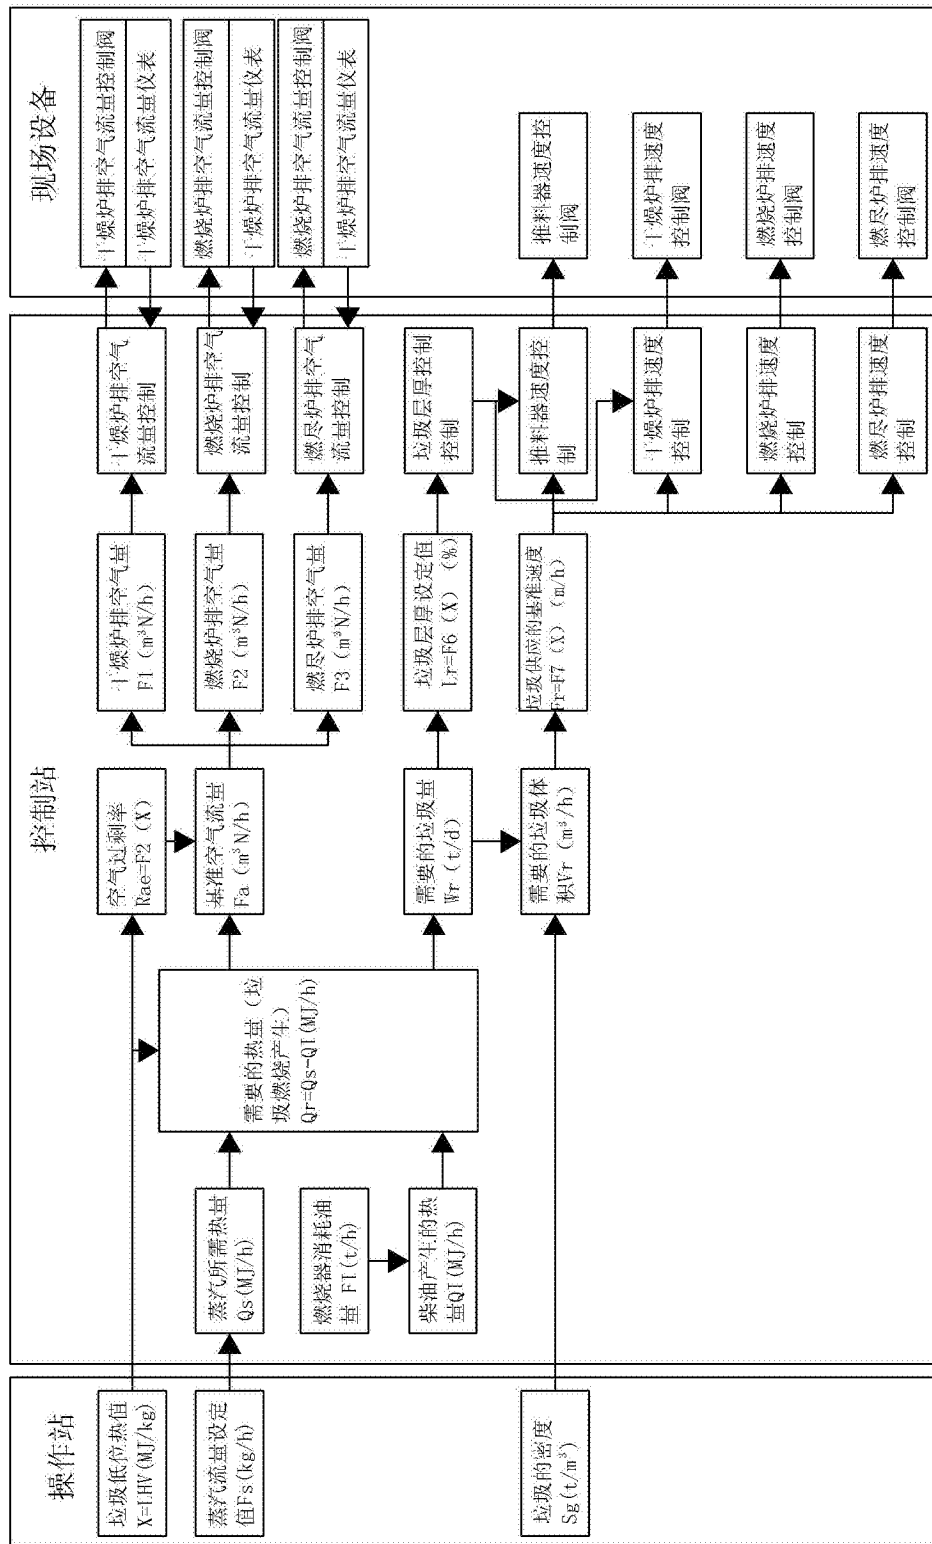 操作站
垃圾低位热值
X=LHV(MJ/kg)
蒸汽流量设定
值Fs(kg/h)
垃圾的密度
Sg(t/m³)
控制站
蒸汽所需热量
Qs(MJ/h)
燃烧器消耗油
量 FI(t/h)
柴油产生的热
量QI(MJ/h)
需要的热量（垃
圾燃烧产生）
Qr=Qs-QI(MJ/h)
空气过剩率
Rae=F2（X）
基准空气流量
Fa（m³N/h）
需要的垃圾量
Wr（t/d）
需要的垃圾体
积Vr（m³/h）
干燥炉排空气量
F1（m³N/h）
燃烧炉排空气量
F2（m³N/h）
燃尽炉排空气量
F3（m³N/h）
垃圾层厚设定值
Lr=F6（X）（%）
垃圾供应的基准速度
Fr=F7（X）（m/h）
干燥炉排空气
流量控制
燃烧炉排空气
流量控制
燃尽炉排空气
流量控制
垃圾层厚控制
控制
推料器速度控
制
干燥炉排速度
控制
燃烧炉排速度
控制
燃尽炉排速度
控制
现场设备
干燥炉排空气流量控制阀
干燥炉排空气流量仪表
燃烧炉排空气流量控制阀
干燥炉排空气流量仪表
燃尽炉排空气流量控制阀
干燥炉排空气流量仪表
推料器速度控
制阀
干燥炉排速度
控制阀
燃烧炉排速度
控制阀
燃尽炉排速度
控制阀